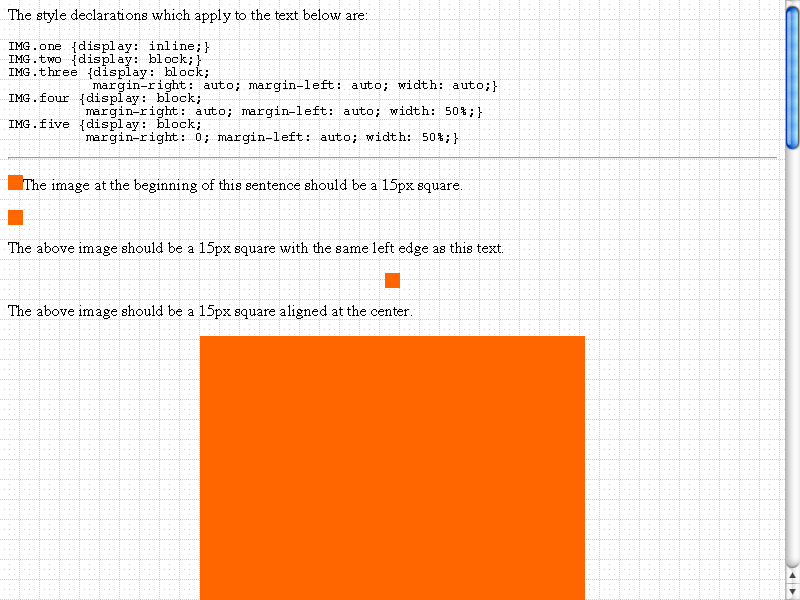 The style declarations which apply to the text below are:
IMG.one {display: inline;}
IMG.two {display: block;}
IMG.three {display: block;
margin-right: auto; margin-left: auto; width: auto;}
IMG.four {display: block;
margin-right: auto; margin-left: auto; width: 50%;}
IMG.five {display: block;
margin-right: 0; margin-left: auto; width: 50%;}
The image at the beginning of this sentence should be a 15px square.
The above image should be a 15px square with the same left edge as this text.
The above image should be a 15px square aligned at the center.